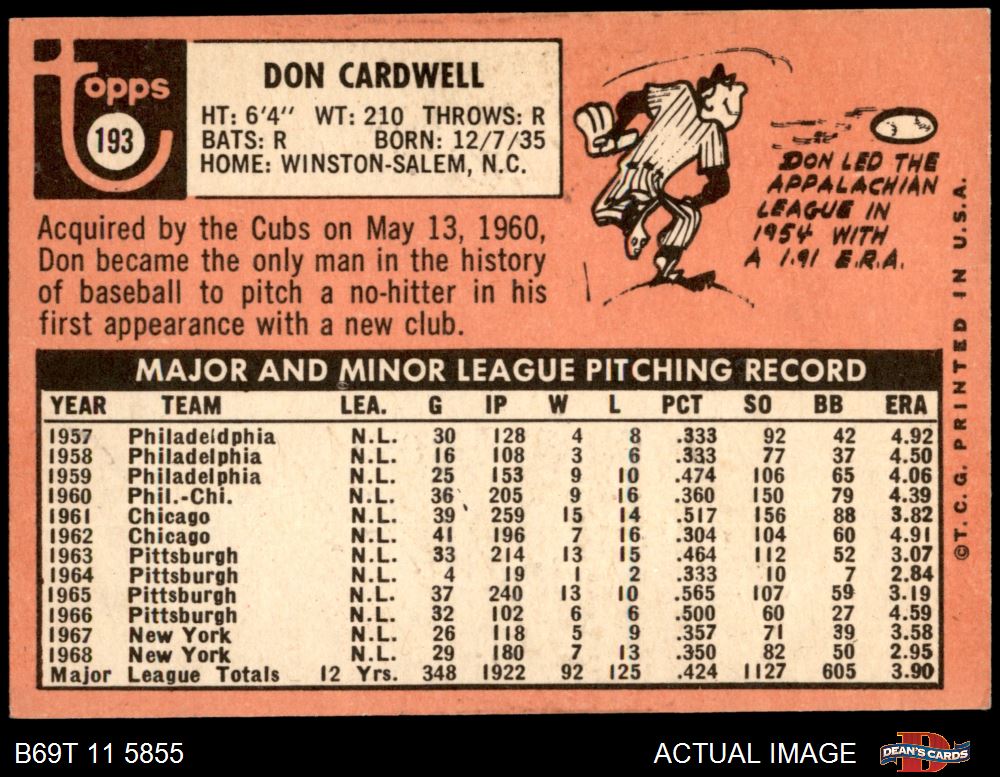 Topps
193
DON CARDWELL
HT: 6'4" WT: 210 THROWS: R
BATS: R BORN: 12/7/35
HOME: WINSTON-SALEM, N.C.
DON LED THE
APPALACHIAN
LEAGUE IN
1954 WITH
A 1.91 E.R.A.
Acquired by the Cubs on May 13, 1960,
Don became the only man in the history
of baseball to pitch a no-hitter in his
first appearance with a new club.
MAJOR AND MINOR LEAGUE PITCHING RECORD
YEAR TEAM LEA. G IP W L PCT SO BB ERA
1957 Philadeldphia N.L. 30 128 4 8 .333 92 42 4.92
1958 Philadelphia N.L. 16 108 3 6 .333 77 37 4.50
1959 Philadelphia N.L. 25 153 9 10 .474 106 65 4.06
1960 Phil.-Chi. N.L. 36 205 9 16 .360 150 79 4.39
1961 Chicago N.L. 39 259 15 14 .517 156 88 3.82
1962 Chicago N.L. 41 196 7 16 .304 104 60 4.91
1963 Pittsburgh N.L. 33 214 13 15 .464 112 52 3.07
1964 Pittsburgh N.L. 4 19 1 2 .333 10 7 2.84
1965 Pittsburgh N.L. 37 240 13 10 .565 107 59 3.19
1966 Pittsburgh N.L. 32 102 6 6 .500 60 27 4.59
1967 New York N.L. 26 118 5 9 .357 71 39 3.58
1968 New York N.L. 29 180 7 13 .350 82 50 2.95
Major League Totals 12 Yrs. 348 1922 92 125 .424 1127 605 3.90
©T. C. G. PRINTED IN U.S.A.
B69T 11 5855
ACTUAL IMAGE
DEAN'S CARDS